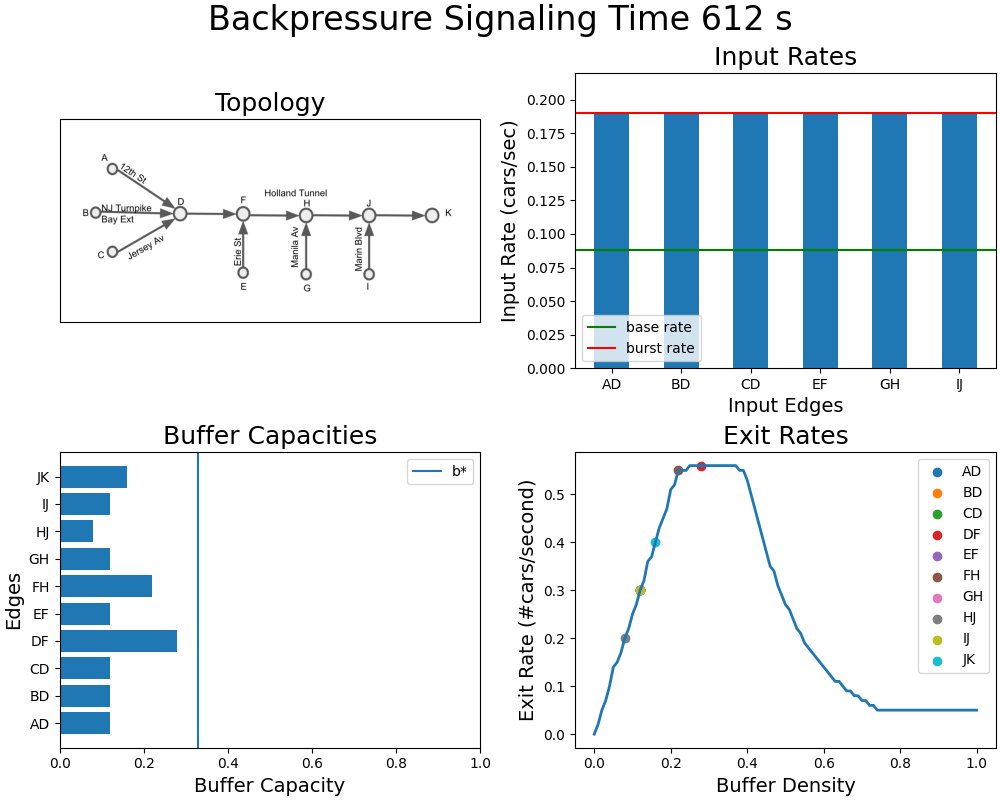 Backpressure Signaling Time 612 s
Topology
A
12th St
B
NJ Turnpike
Bay Ext
C
Jersey Av
D
F
Holland Tunnel
H
J
K
Erie St
Manila Av
Marin Blvd
E
G
I
Input Rates
Input Rate (cars/sec)
0.200
0.175
0.150
0.125
0.100
0.075
0.050
0.025
0.000
base rate
burst rate
AD BD CD EF GH IJ
Input Edges
Buffer Capacities
b*
Edges
JK
IJ
HJ
GH
FH
EF
DF
CD
BD
AD
0.0 0.2 0.4 0.6 0.8 1.0
Buffer Capacity
Exit Rates
Exit Rate (#cars/second)
0.5
0.4
0.3
0.2
0.1
0.0
AD
BD
CD
DF
EF
FH
GH
HJ
IJ
JK
0.0 0.2 0.4 0.6 0.8 1.0
Buffer Density